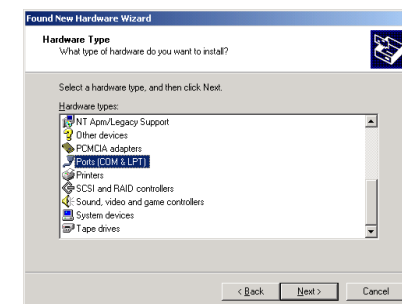 Found New Hardware Wizard
Hardware Type
What type of hardware do you want to install?
Select a hardware type, and then click Next.
Hardware types:
NT Apm/Legacy Support
Other devices
PCMCIA adapters
Ports (COM & LPT)
Printers
SCSI and RAID controllers
Sound, video and game controllers
System devices
Tape drives
< Back Next > Cancel